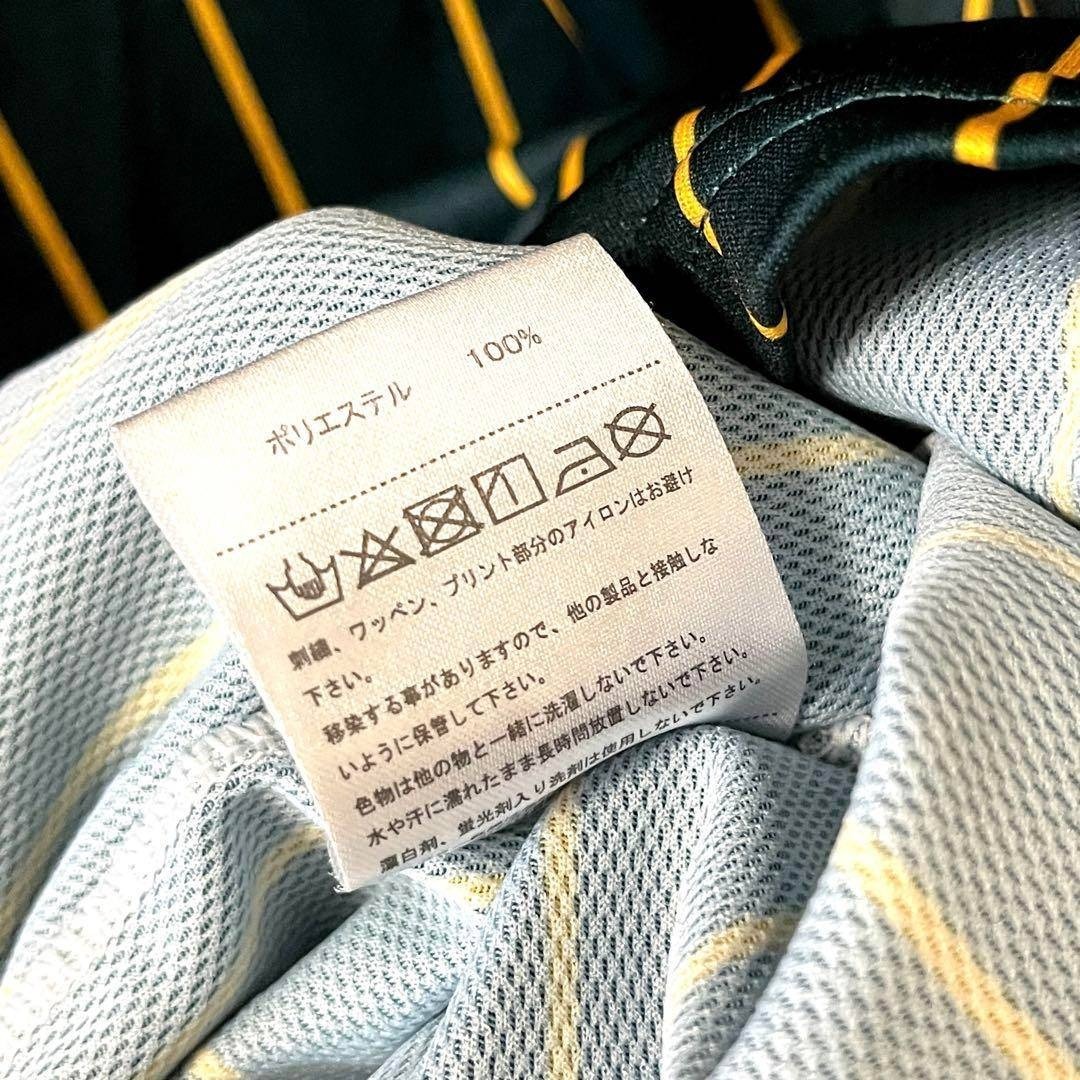 ポリエステル 100%
刺繍、ワッペン、プリント部分のアイロンはお避け
下さい。
移染する事がありますので、他の製品と接触しな
いように保管して下さい。
色物は他の物と一緒に洗濯しないで下さい。
水や汗に濡れたまま長時間放置しないで下さい。
漂白剤、蛍光剤入り洗剤は使用しないで下さい。